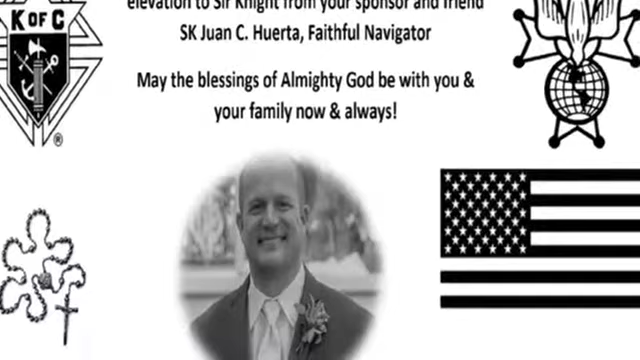 elevation to Sir Knight from your sponsor and friend
SK Juan C. Huerta, Faithful Navigator
May the blessings of Almighty God be with you &
your family now & always!
K OF C
®